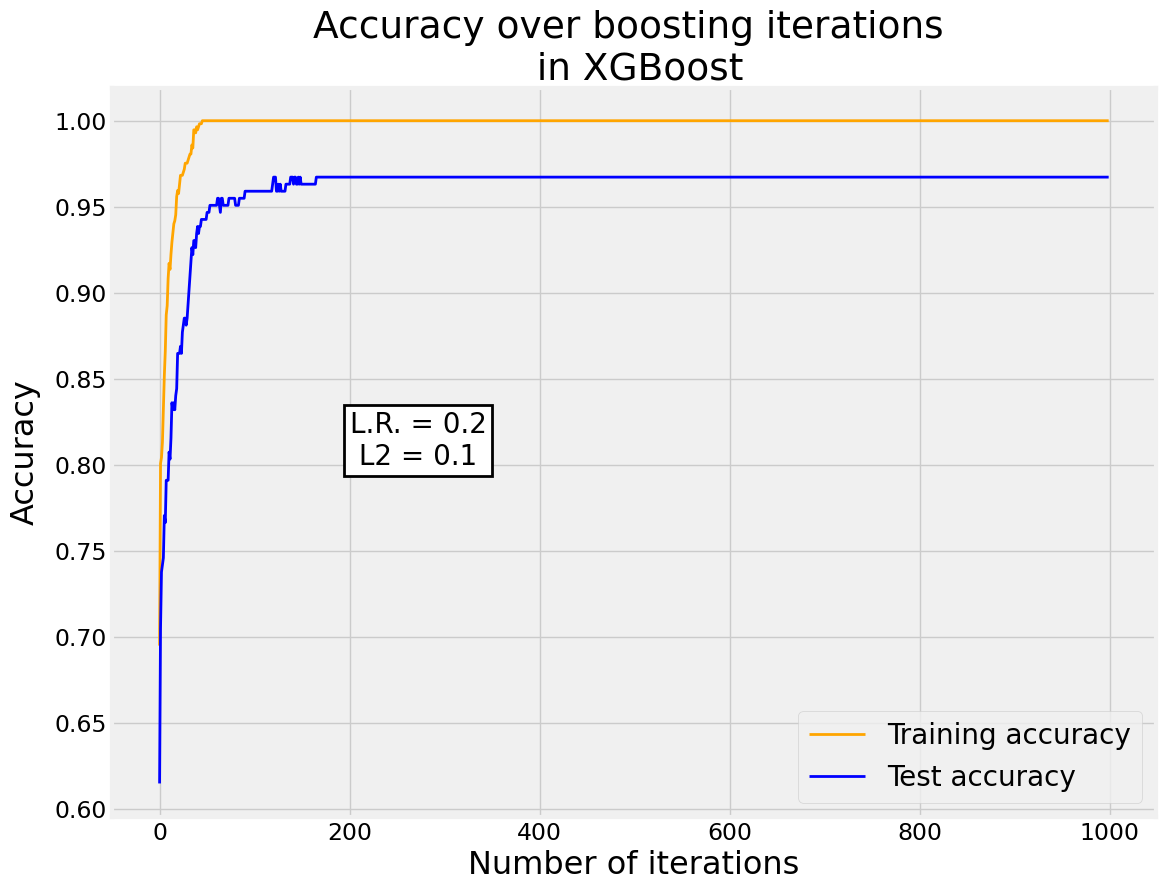 Accuracy over boosting iterations
in XGBoost
Accuracy
1.00
0.95
0.90
0.85
0.80
0.75
0.70
0.65
0.60
L.R. = 0.2
L2 = 0.1
Training accuracy
Test accuracy
0
200
400
600
800
1000
Number of iterations